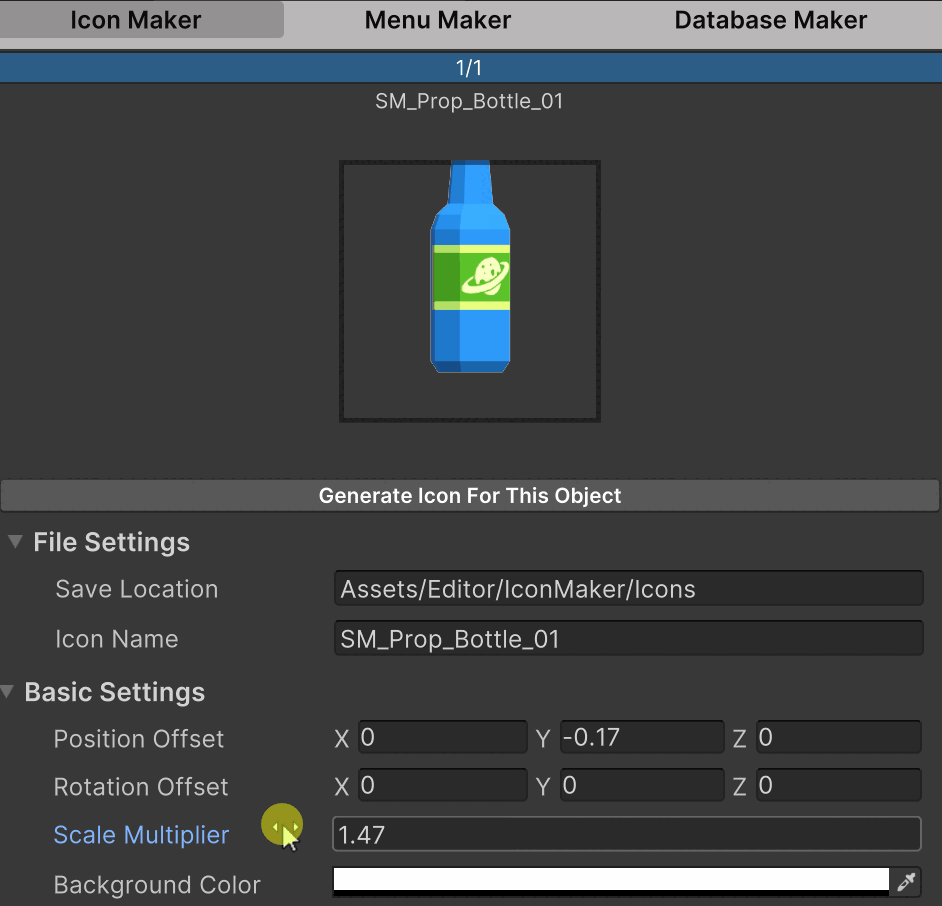 Icon Maker Menu Maker Database Maker
1/1
SM_Prop_Bottle_01
Generate Icon For This Object
File Settings
Save Location Assets/Editor/IconMaker/Icons
Icon Name SM_Prop_Bottle_01
Basic Settings
Position Offset X 0 Y -0.17 Z 0
Rotation Offset X 0 Y 0 Z 0
Scale Multiplier 1.47
Background Color